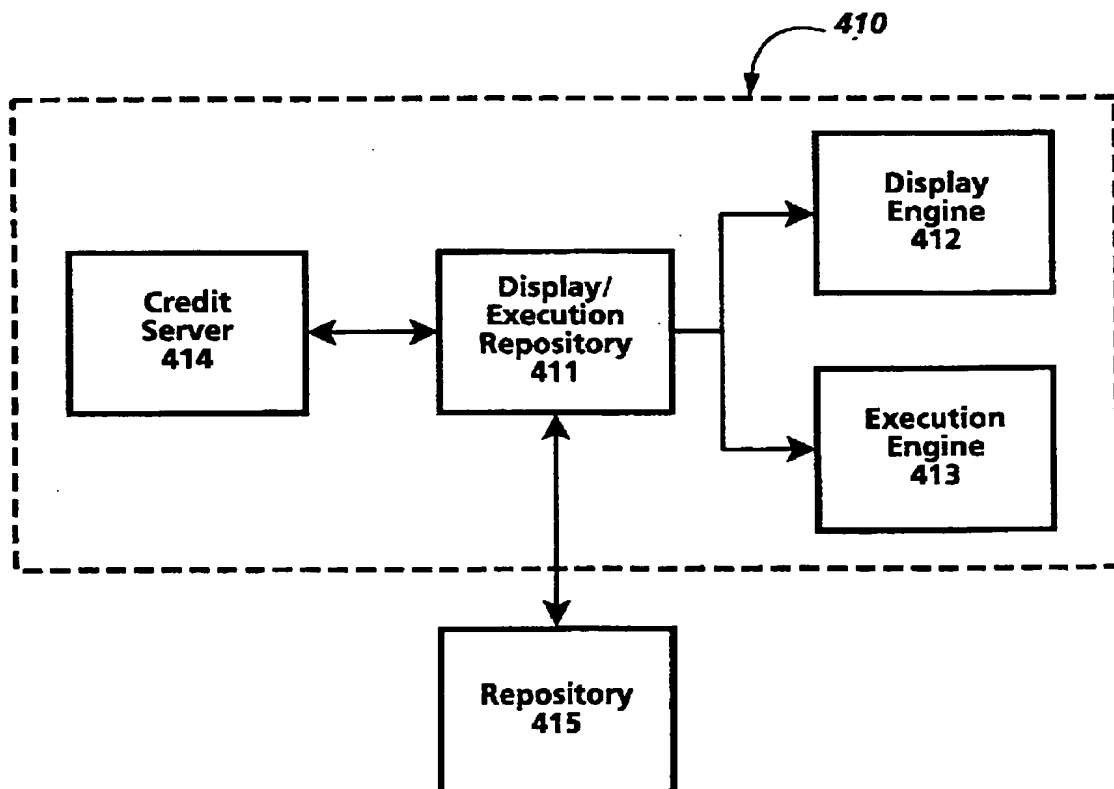 410
Display
Engine
412
Credit
Server
414
Display/
Execution
Repository
411
Execution
Engine
413
Repository
415